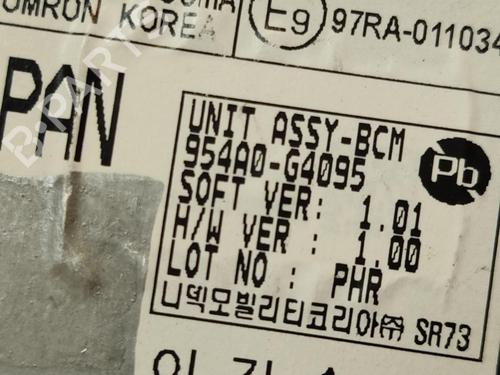 OMRON KOREA
E9 97RA-011034
PAN
UNIT ASSY-BCM
954A0-G4095
Pb
SOFT VER: 1.01
H/W VER : 1.00
LOT NO : PHR
니덱모빌리티코리아㈜ SR73